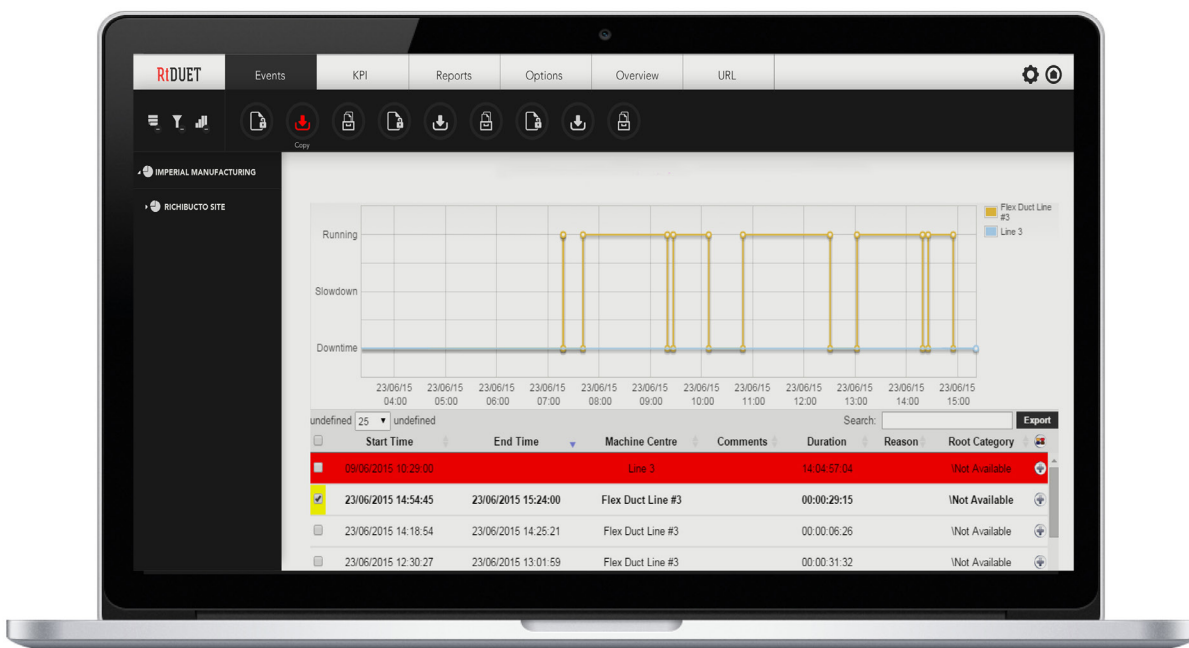 RtDUET
Events
KPI
Reports
Options
Overview
URL
Copy
IMPERIAL MANUFACTURING
RICHIBUCTO SITE
Flex Duct Line
#3
Line 3
Running
Slowdown
Downtime
23/06/15 23/06/15 23/06/15 23/06/15 23/06/15 23/06/15 23/06/15 23/06/15 23/06/15 23/06/15 23/06/15 23/06/15
04:00 05:00 06:00 07:00 08:00 09:00 10:00 11:00 12:00 13:00 14:00 15:00
undefined 25 undefined Search: Export
Start Time End Time Machine Centre Comments Duration Reason Root Category
09/06/2015 10:29:00 Line 3 14:04:57:04 \Not Available
23/06/2015 14:54:45 23/06/2015 15:24:00 Flex Duct Line #3 00:00:29:15 \Not Available
23/06/2015 14:18:54 23/06/2015 14:25:21 Flex Duct Line #3 00:00:06:26 \Not Available
23/06/2015 12:30:27 23/06/2015 13:01:59 Flex Duct Line #3 00:00:31:32 \Not Available